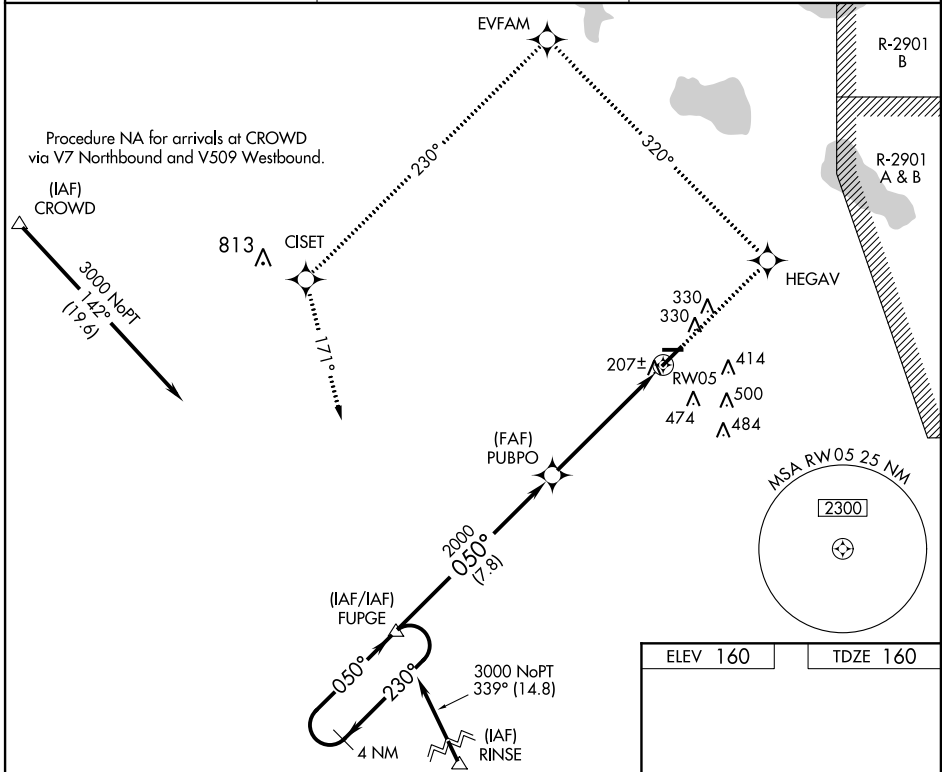 EVFAM
R-2901
B
Procedure NA for arrivals at CROWD
via V7 Northbound and V509 Westbound.
230°
320°
R-2901
A & B
(IAF)
CROWD
813
CISET
HEGAV
3000 NoPT
142°
(19.6)
330
330
171°
207±
RW05
414
474
500
484
(FAF)
PUBPO
MSA RW05 25 NM
2300
2000
050°
(7.8)
(IAF/IAF)
FUPGE
050°
230°
3000 NoPT
339° (14.8)
4 NM
(IAF)
RINSE
ELEV 160
TDZE 160